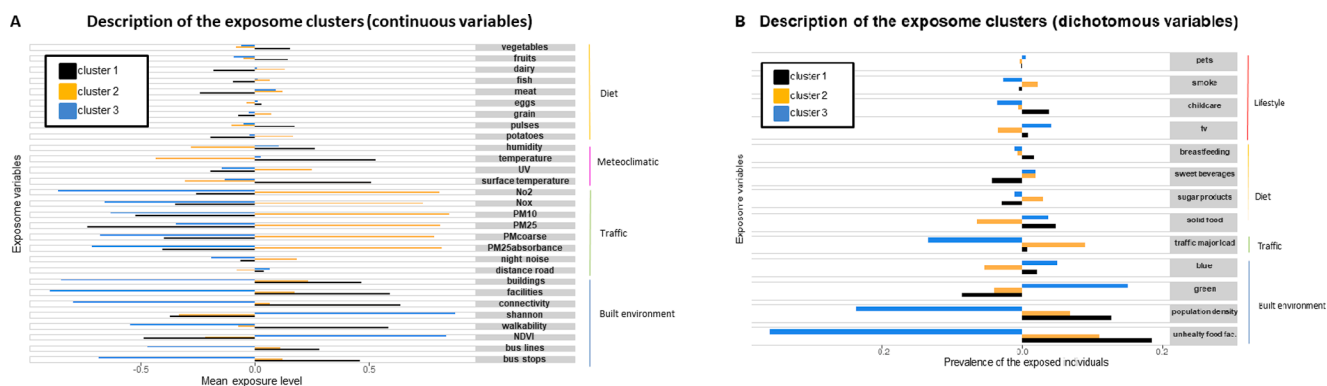 A
Description of the exposome clusters (continuous variables)
cluster 1
cluster 2
cluster 3
Exposome variables
vegetables
fruits
dairy
fish
meat
eggs
grain
pulses
potatoes
humidity
temperature
UV
surface temperature
No2
Nox
PM10
PM25
PMcoarse
PM25absorbance
night noise
distance road
buildings
facilities
connectivity
shannon
walkability
NDVI
bus lines
bus stops
Diet
Meteoclimatic
Traffic
Built environment
-0.5 0.0 0.5
Mean exposure level
B
Description of the exposome clusters (dichotomous variables)
cluster 1
cluster 2
cluster 3
Exposome variables
pets
smoke
childcare
tv
breastfeeding
sweet beverages
sugar products
solid food
traffic major load
blue
green
population density
unhealty food fac.
Lifestyle
Diet
Traffic
Built environment
0.2 0.0 0.2
Prevalence of the exposed individuals